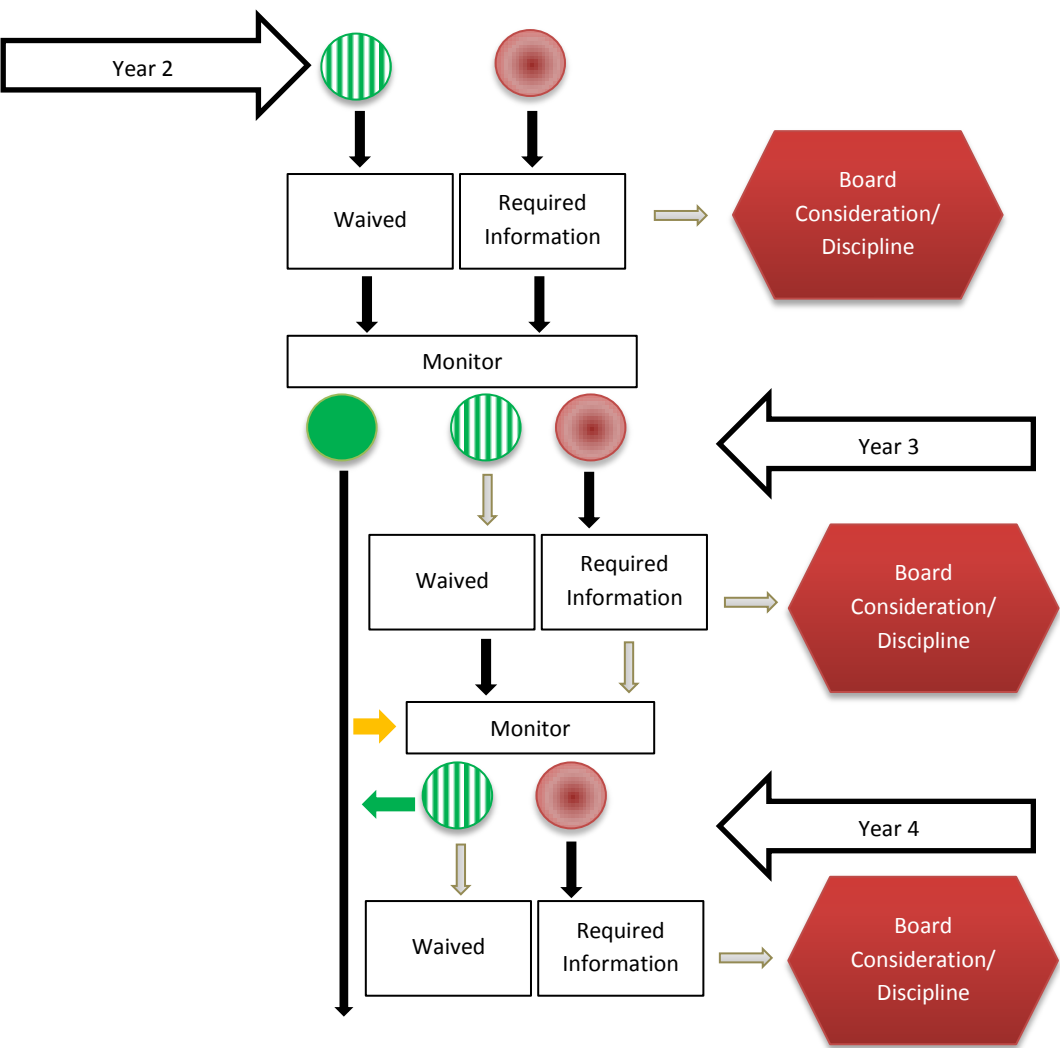 Year 2
Waived
Required
Information
Board
Consideration/
Discipline
Monitor
Year 3
Waived
Required
Information
Board
Consideration/
Discipline
Monitor
Year 4
Waived
Required
Information
Board
Consideration/
Discipline